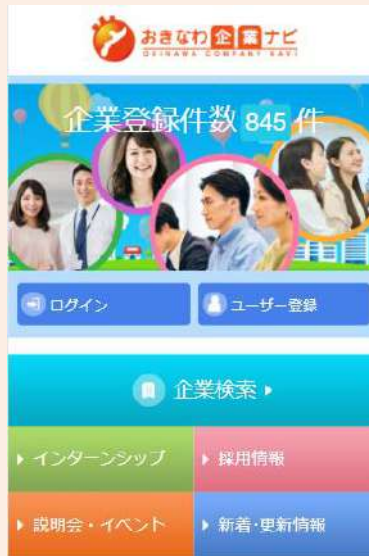 おきなわ企業ナビ
OKINAWA COMPANY NAVI
企業登録件数 845 件
ログイン
ユーザー登録
企業検索
インターンシップ
採用情報
説明会・イベント
新着・更新情報